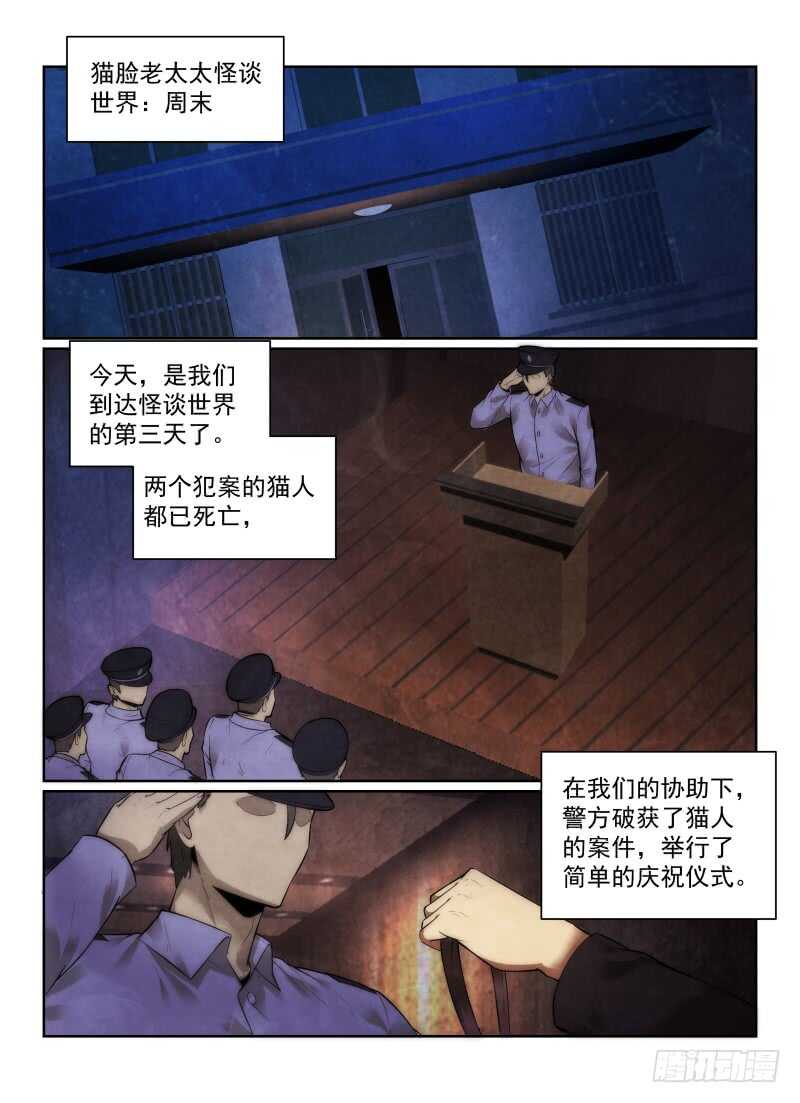 猫脸老太太怪谈
世界：周末
今天，是我们
到达怪谈世界
的第三天了。
两个犯案的猫人
都已死亡，
在我们的协助下，
警方破获了猫人
的案件，举行了
简单的庆祝仪式。
腾讯动漫